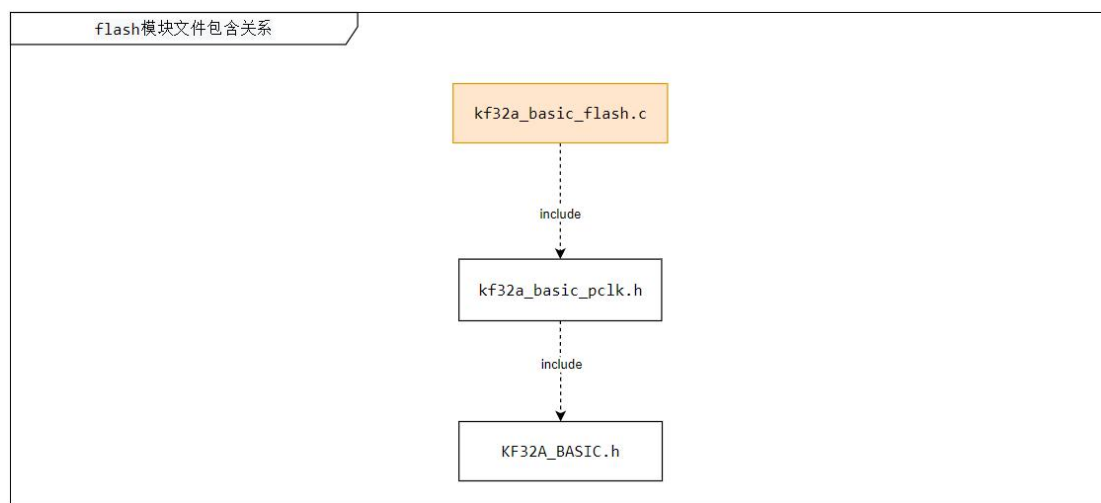 flash模块文件包含关系
kf32a_basic_flash.c
include
kf32a_basic_pclk.h
include
KF32A_BASIC.h